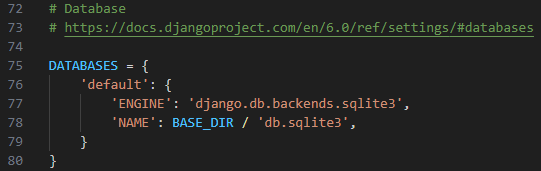 72 # Database
73 # https://docs.djangoproject.com/en/6.0/ref/settings/#databases
74
75 DATABASES = {
76     'default': {
77         'ENGINE': 'django.db.backends.sqlite3',
78         'NAME': BASE_DIR / 'db.sqlite3',
79     }
80 }